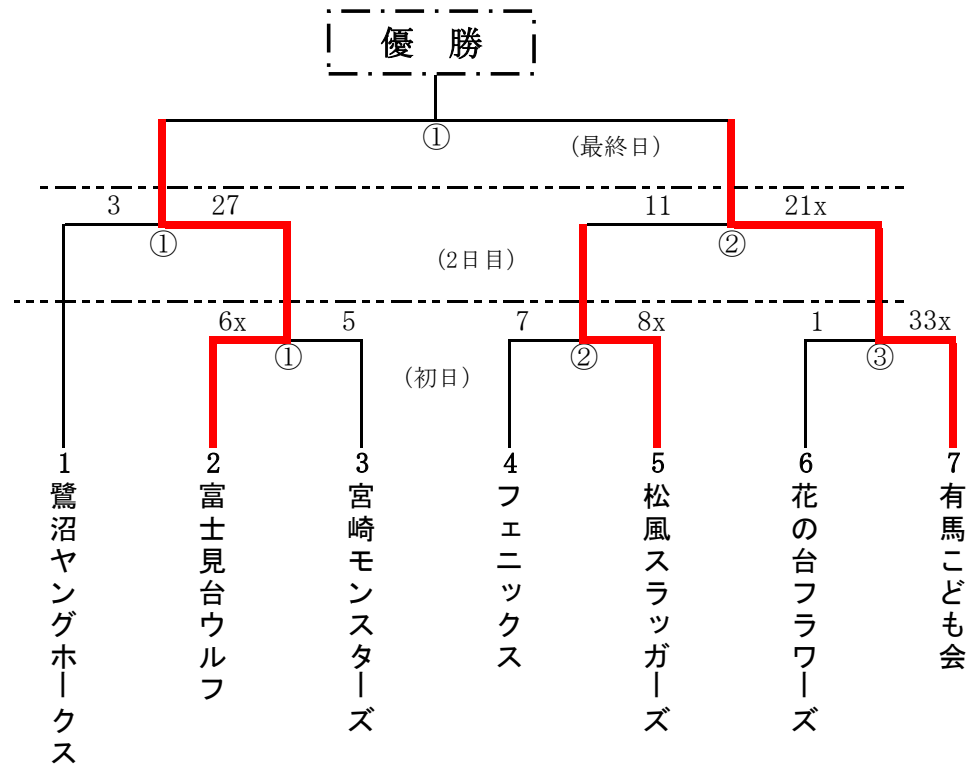 優 勝
①
(最終日)
3 27 11 21x
① ②
(2日目)
6x 5 7 8x 1 33x
① ② ③
(初日)
1 2 3 4 5 6 7
鷺沼ヤングホークス
富士見台ウルフ
宮崎モンスターズ
フェニックス
松風スラッガーズ
花の台フラワーズ
有馬こども会